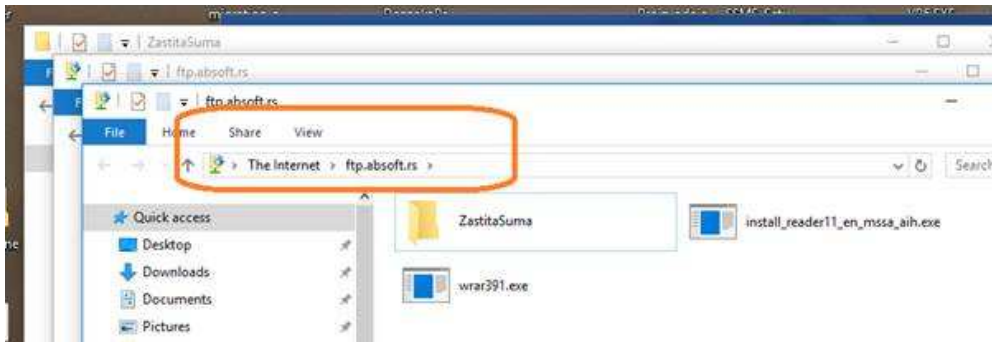 ZastitaSuma
ftp.absoft.rs
ftp.absoft.rs
File Home Share View
The Internet › ftp.absoft.rs ›
Search
Quick access
Desktop
Downloads
Documents
Pictures
ZastitaSuma
install_reader11_en_mssa_aih.exe
wrar391.exe